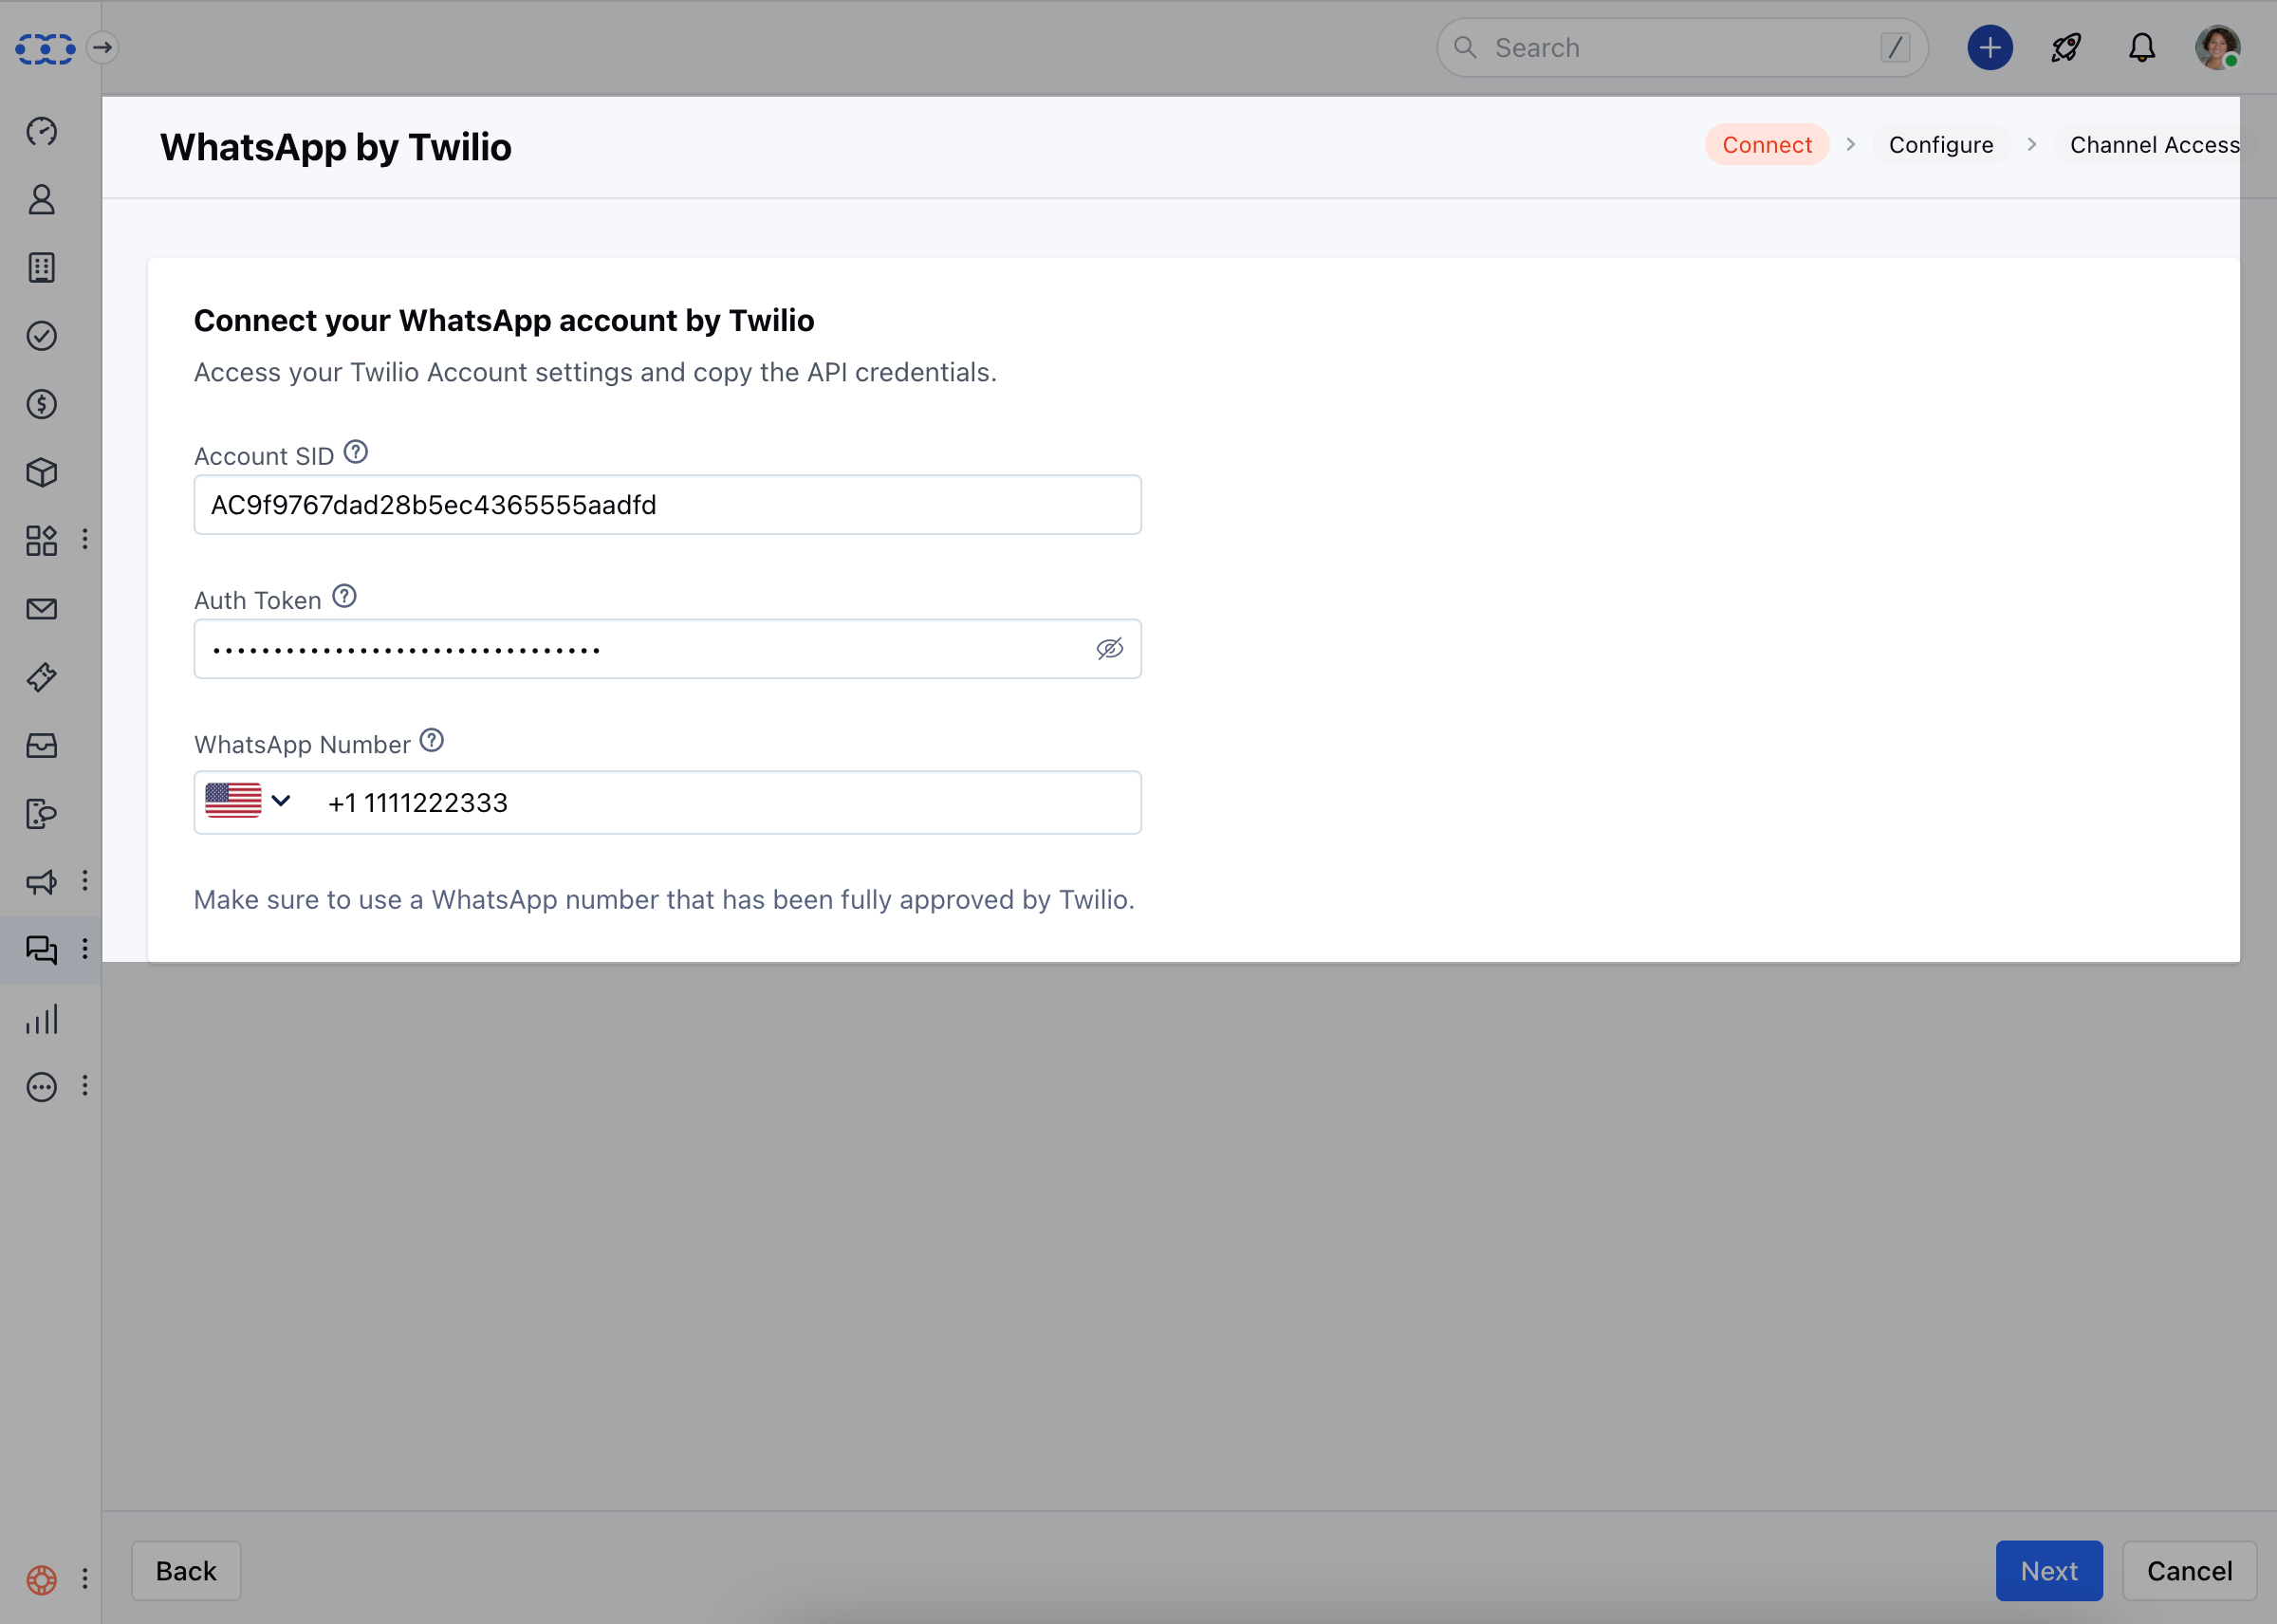 Search /
WhatsApp by Twilio
Connect > Configure > Channel Access
Connect your WhatsApp account by Twilio
Access your Twilio Account settings and copy the API credentials.
Account SID ?
AC9f9767dad28b5ec4365555aadfd
Auth Token ?
••••••••••••••••••••••••••••••••
WhatsApp Number ?
+1 1111222333
Make sure to use a WhatsApp number that has been fully approved by Twilio.
Back
Next
Cancel